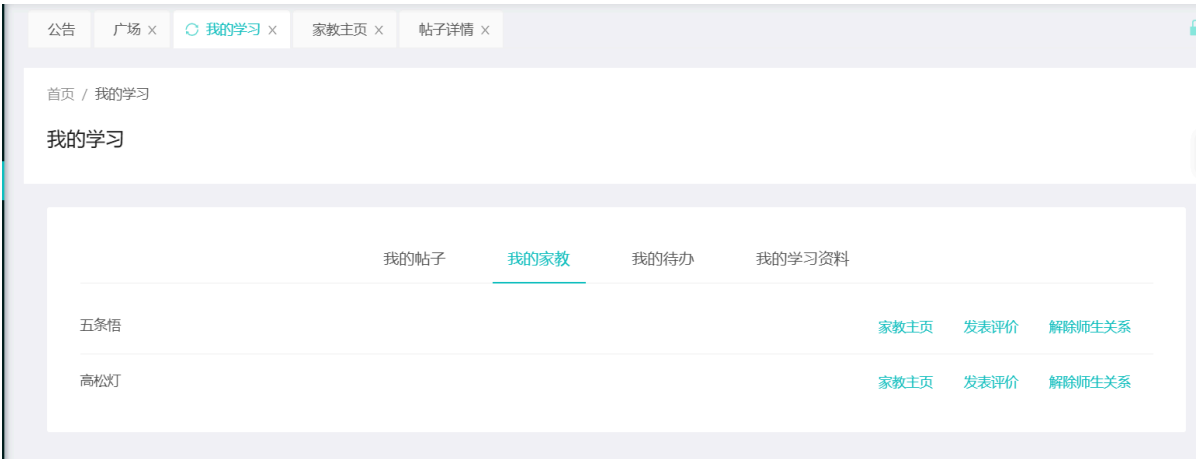 公告 广场 × 我的学习 × 家教主页 × 帖子详情 ×
首页 / 我的学习
我的学习
我的帖子 我的家教 我的待办 我的学习资料
五条悟 家教主页 发表评价 解除师生关系
高松灯 家教主页 发表评价 解除师生关系